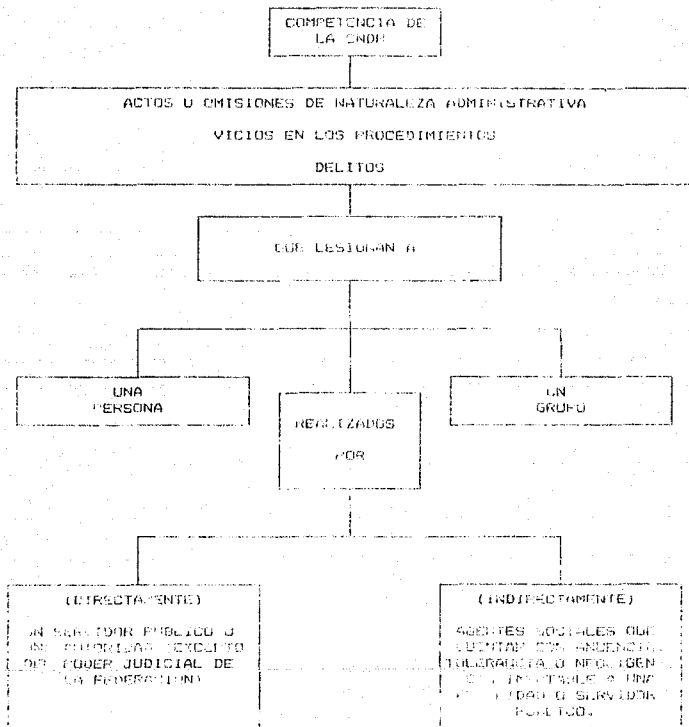 COMPETENCIA DE
LA CNDH
ACTOS U OMISIONES DE NATURALEZA ADMINISTRATIVA
VICIOS EN LOS PROCEDIMIENTOS
DELITOS
QUE LESIONAN A
UNA
PERSONA
UN
GRUPO
REALIZADOS
POR
(DIRECTAMENTE)
UN SERVIDOR PUBLICO O
UNA AUTORIDAD (EXCEPTO
DEL PODER JUDICIAL DE
LA FEDERACION)
(INDIRECTAMENTE)
AGENTES SOCIALES QUE
CUENTAN CON ANUENCIA,
TOLERANCIA O NEGLIGEN-
IMPUTABLE A UNA
O SERVIDOR
PUBLICO.